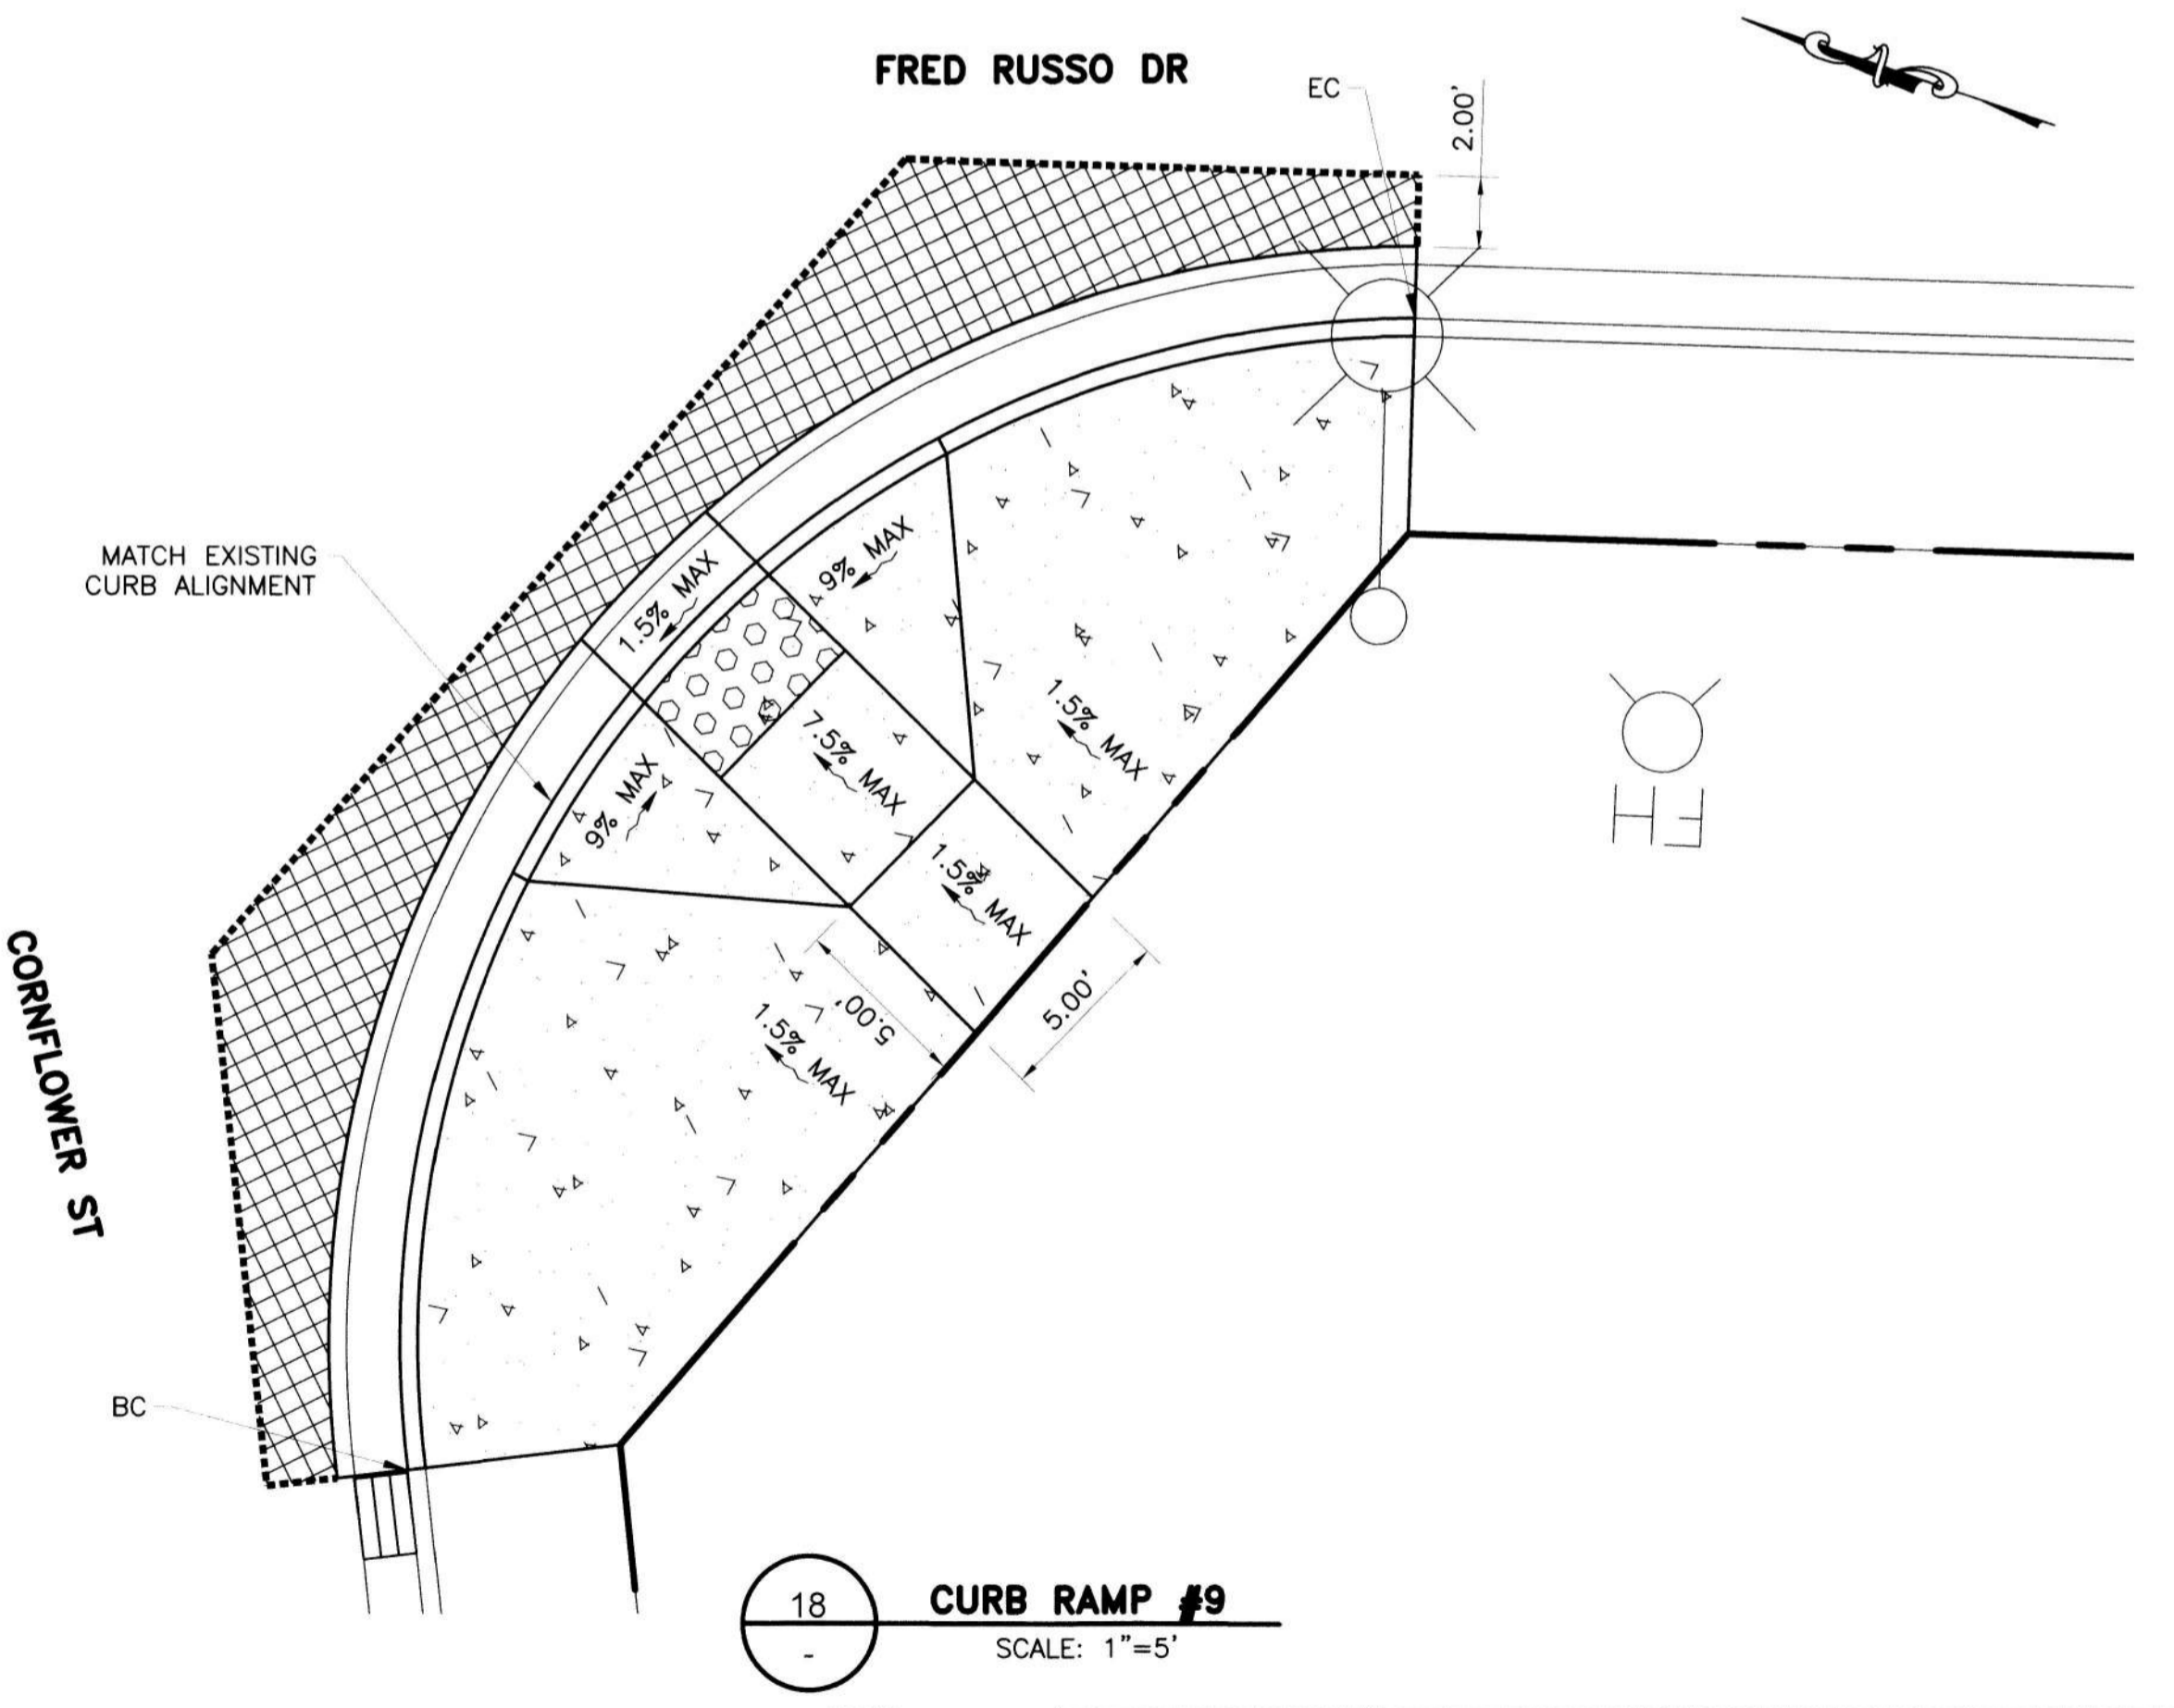 FRED RUSSO DR
EC
2.00'
MATCH EXISTING
CURB ALIGNMENT
9% MAX
1.5% MAX
7.5% MAX
1.5% MAX
9% MAX
1.5% MAX
5.00'
5.00'
1.5% MAX
CORNFLOWER ST
BC
18
-
CURB RAMP #9
SCALE: 1"=5'